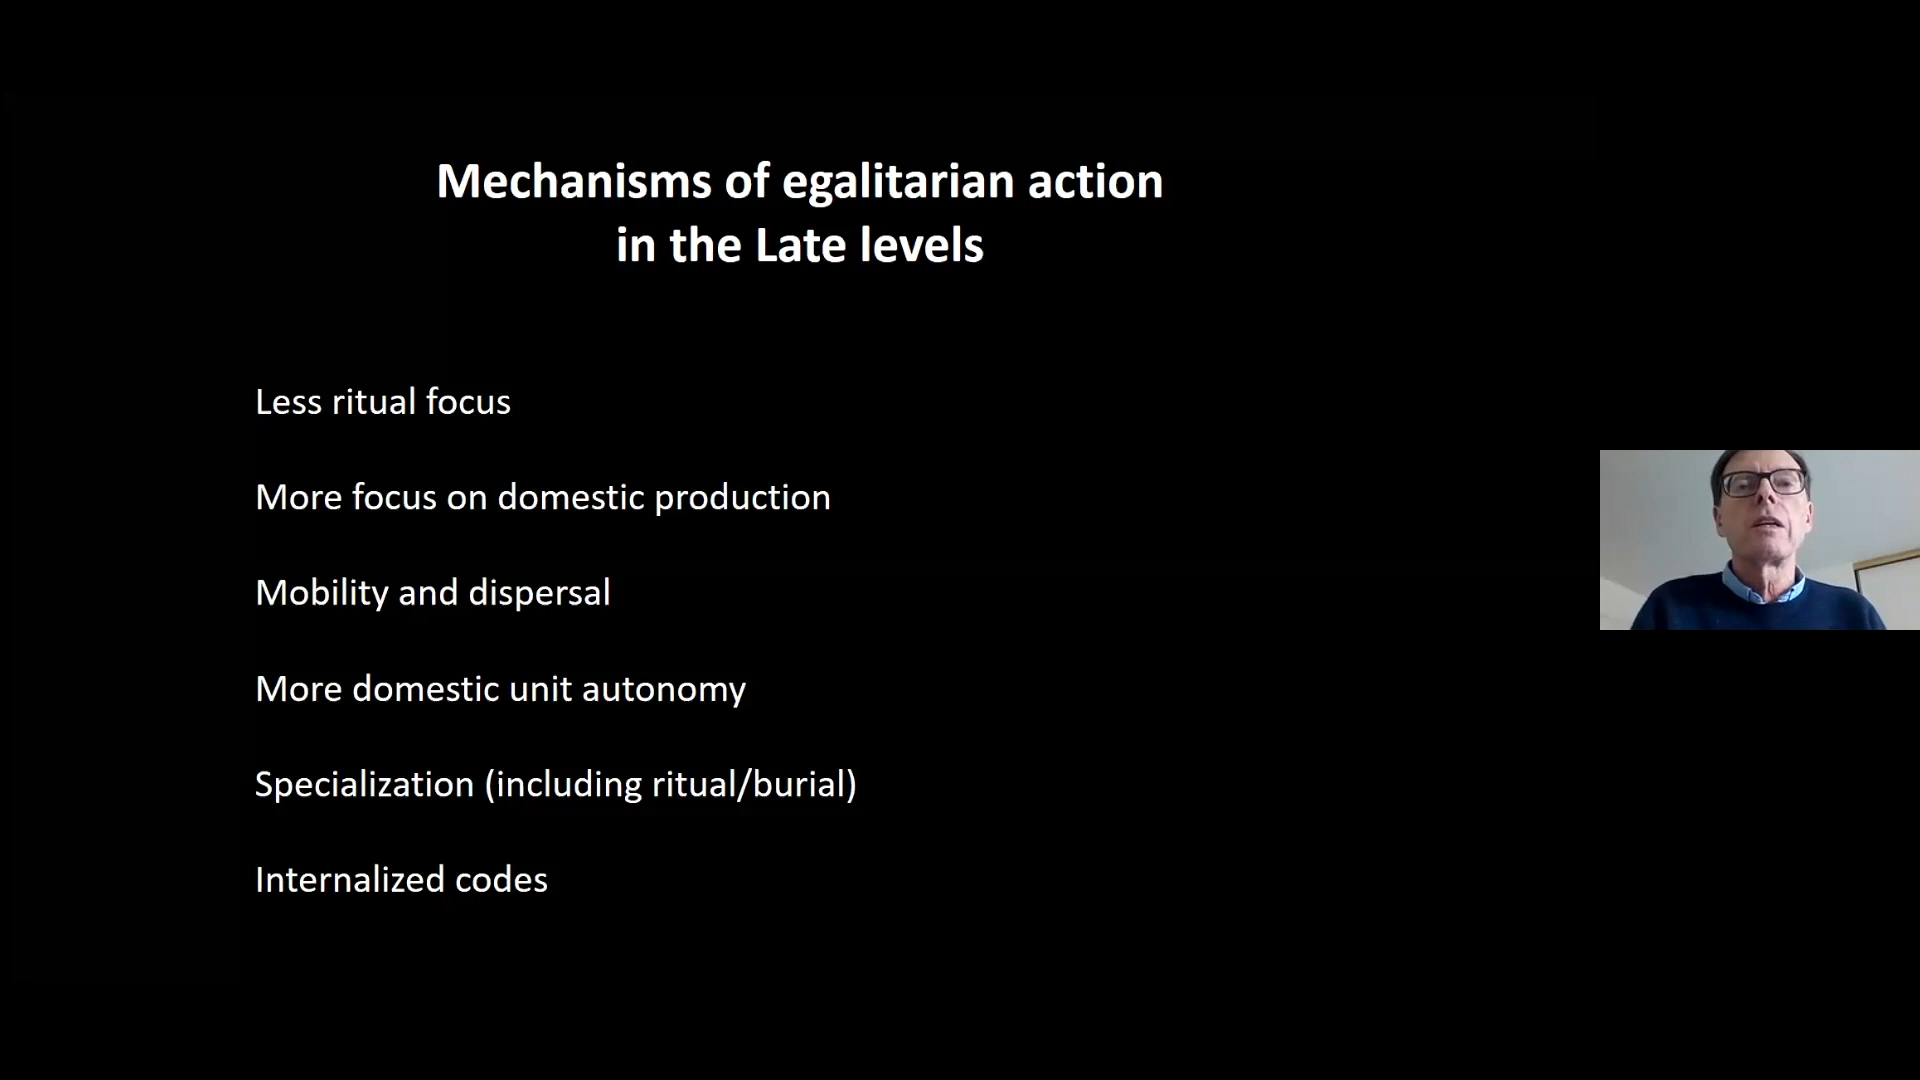 Mechanisms of egalitarian action
in the Late levels
Less ritual focus
More focus on domestic production
Mobility and dispersal
More domestic unit autonomy
Specialization (including ritual/burial)
Internalized codes